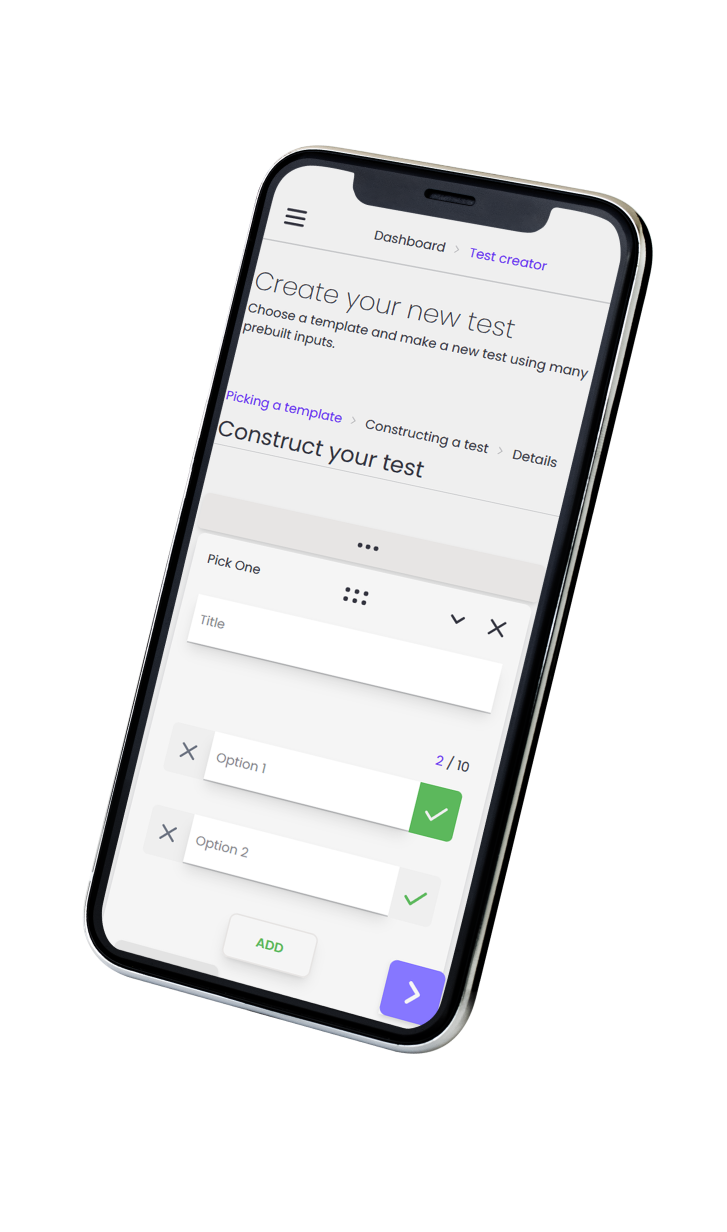 Dashboard > Test creator
Create your new test
Choose a template and make a new test using many
prebuilt inputs.
Picking a template > Constructing a test > Details
Construct your test
Pick One
Title
2 / 10
Option 1
Option 2
ADD